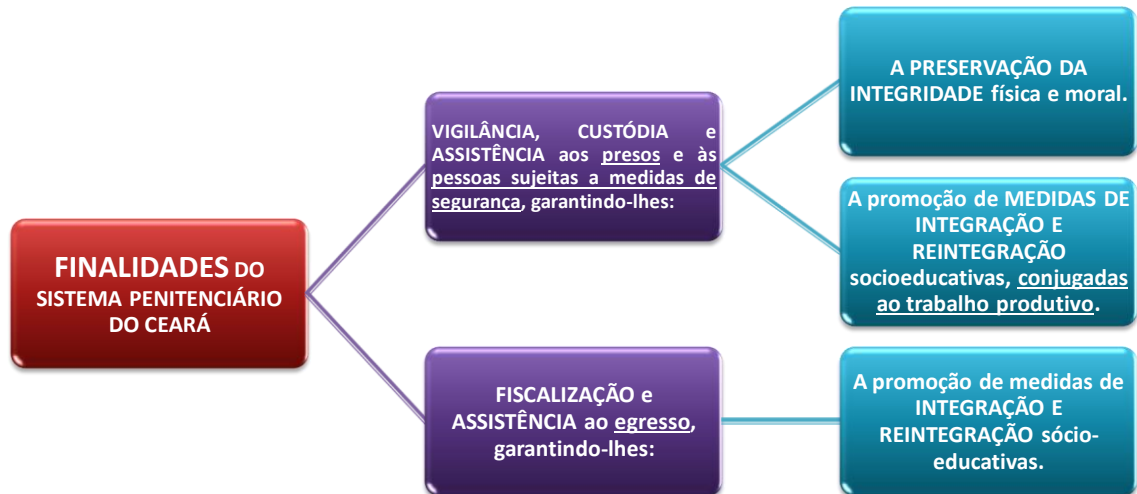 FINALIDADES DO
SISTEMA PENITENCIÁRIO
DO CEARÁ
VIGILÂNCIA, CUSTÓDIA e
ASSISTÊNCIA aos presos e às
pessoas sujeitas a medidas de
segurança, garantindo-lhes:
A PRESERVAÇÃO DA
INTEGRIDADE física e moral.
A promoção de MEDIDAS DE
INTEGRAÇÃO E
REINTEGRAÇÃO
socioeducativas, conjugadas
ao trabalho produtivo.
FISCALIZAÇÃO e
ASSISTÊNCIA ao egresso,
garantindo-lhes:
A promoção de medidas de
INTEGRAÇÃO E
REINTEGRAÇÃO sócio-
educativas.